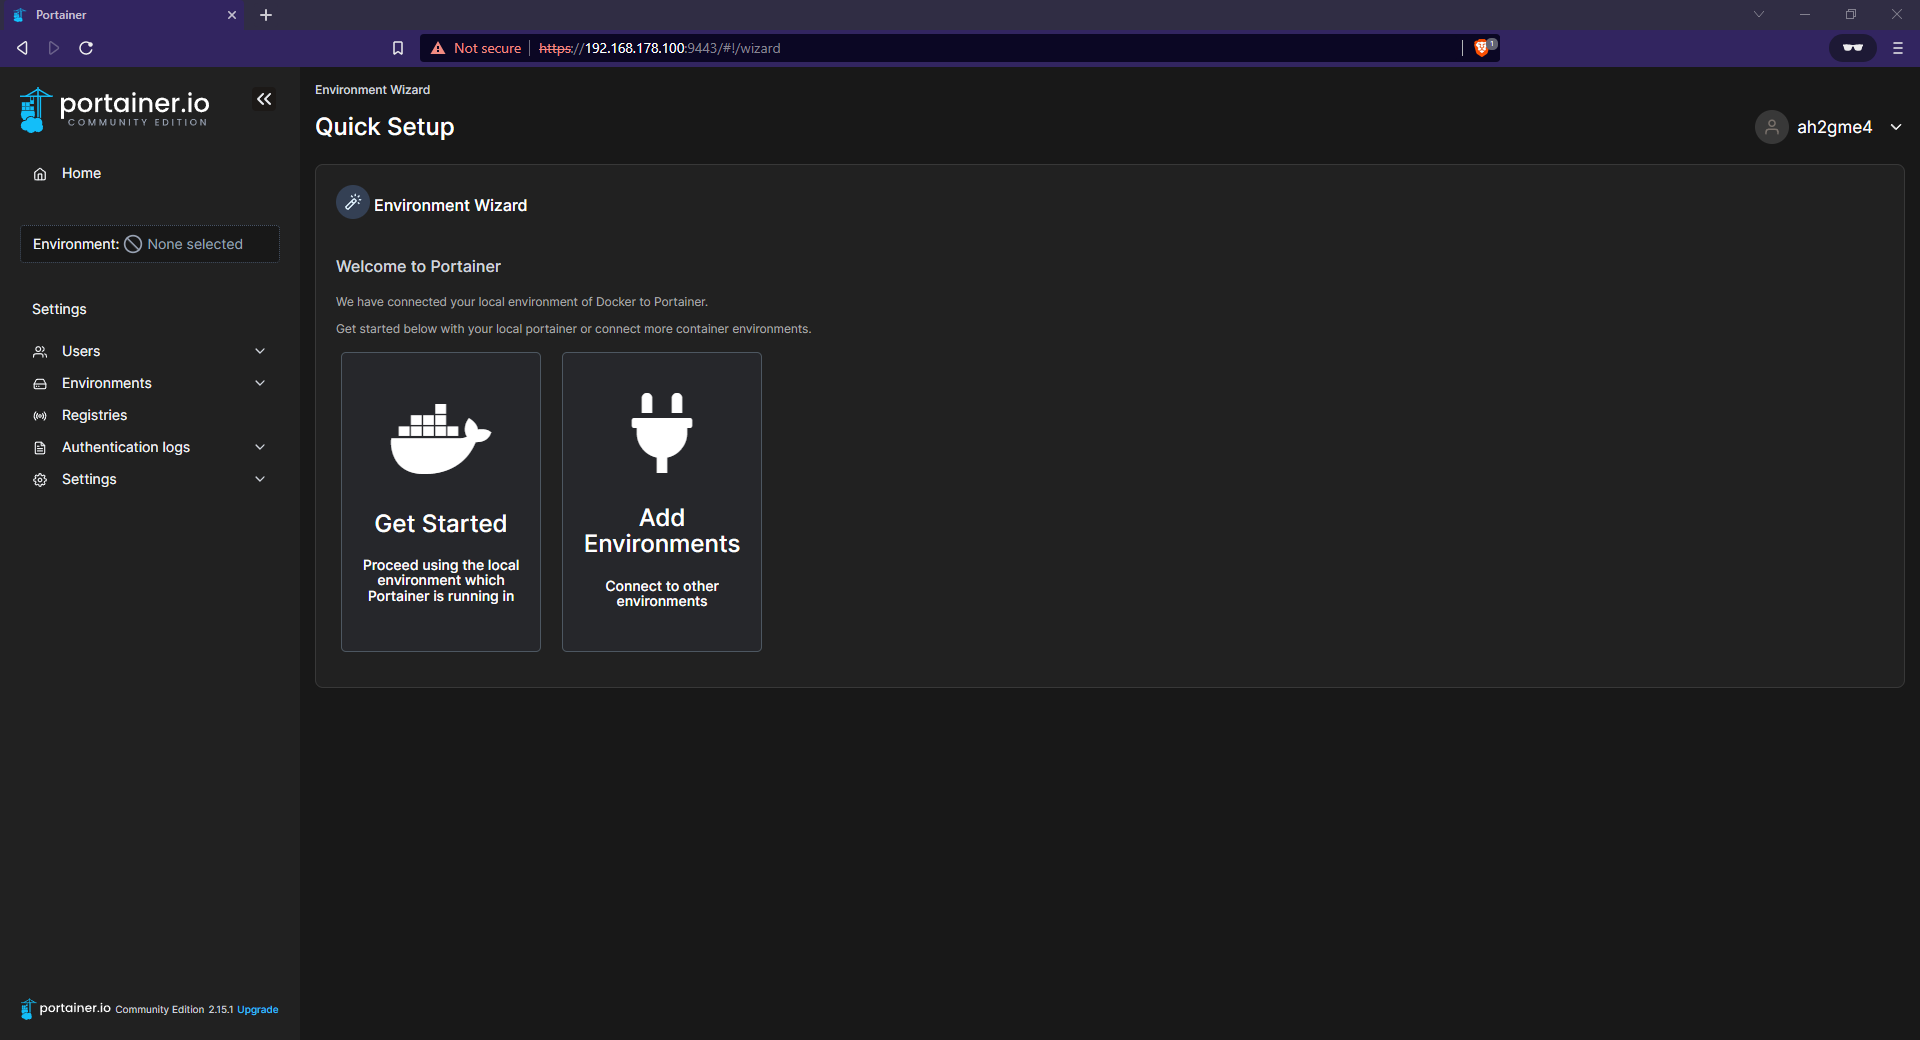 Portainer
Not secure https://192.168.178.100:9443/#!/wizard 1
portainer.io
COMMUNITY EDITION
Home
Environment: None selected
Settings
Users
Environments
Registries
Authentication logs
Settings
portainer.io Community Edition 2.15.1 Upgrade
Environment Wizard
Quick Setup
ah2gme4
Environment Wizard
Welcome to Portainer
We have connected your local environment of Docker to Portainer.
Get started below with your local portainer or connect more container environments.
Get Started
Proceed using the local
environment which
Portainer is running in
Add
Environments
Connect to other
environments